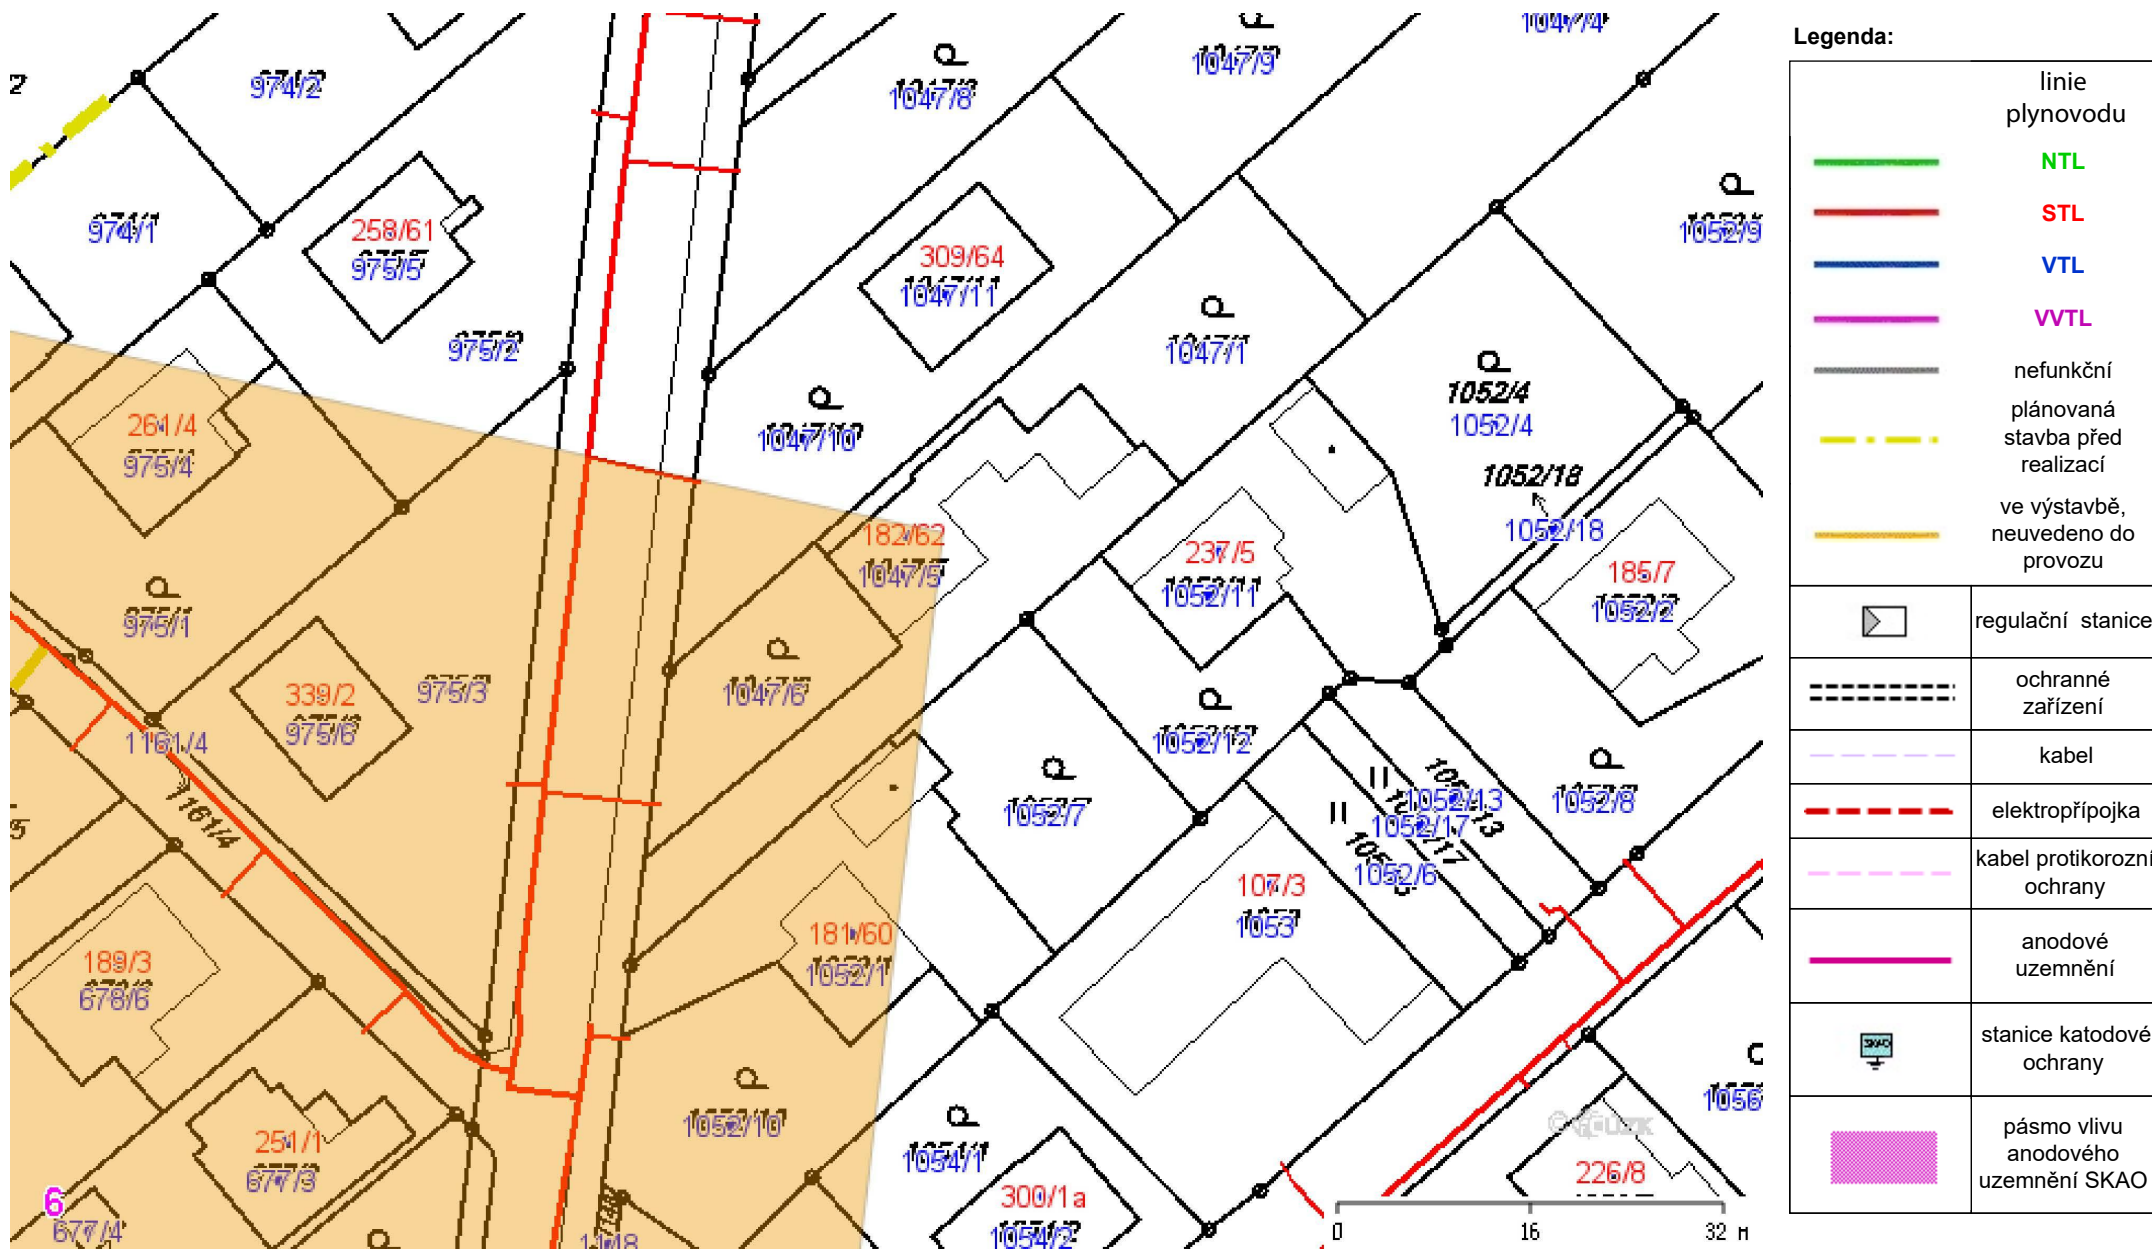 974/2
1047/8
1047/9
1047/4
974/1
258/61
975/5
975/2
309/64
1047/11
1047/1
1052/9
261/4
975/4
1047/10
1052/4
1052/4
1052/18
1052/18
182/62
1047/5
237/5
1052/11
185/7
1052/2
975/1
339/2
975/6
975/3
1047/6
1161/4
1161/4
1052/12
1052/7
1052/13
1052/17
1052/6
1052/8
107/3
1053
181/60
1052/1
189/3
678/6
251/1
677/3
6
677/4
1052/10
1054/1
300/1a
1054/2
226/8
1056
1148
0 16 32 м
Legenda:
linie
plynovodu
NTL
STL
VTL
VVTL
nefunkční
plánovaná
stavba před
realizací
ve výstavbě,
neuvedeno do
provozu
regulační stanice
ochranné
zařízení
kabel
elektropřípojka
kabel protikorozní
ochrany
anodové
uzemnění
SKAO
stanice katodové
ochrany
pásmo vlivu
anodového
uzemnění SKAO